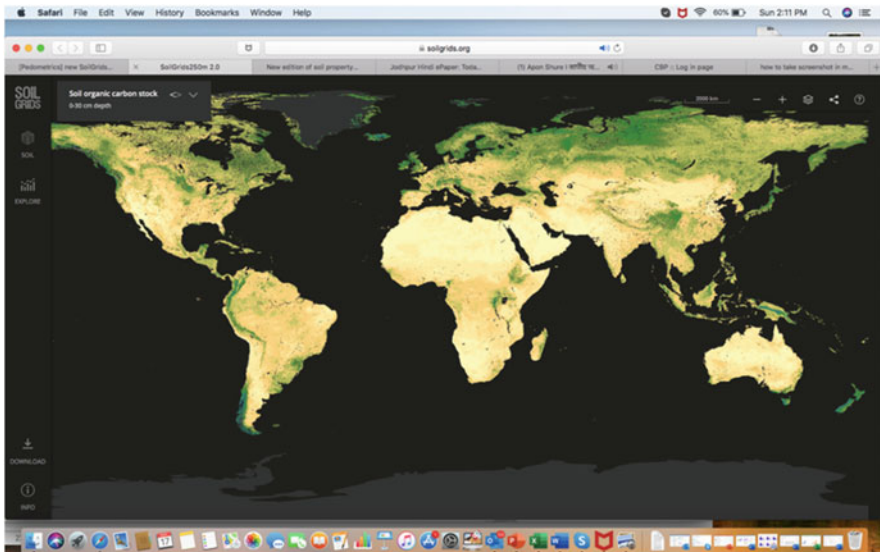 Safari File Edit View History Bookmarks Window Help
60% Sun 2:11 PM
soilgrids.org
[Pedometrics] new SoilGrids...
SoilGrids250m 2.0
New edition of soil property...
Jodhpur Hindi ePaper: Toda...
CBP :: Log in page
how to take screenshot in m...
SOIL
GRIDS
Soil organic carbon stock
0-30 cm depth
2000 km
SOIL
EXPLORE
DOWNLOAD
INFO
17